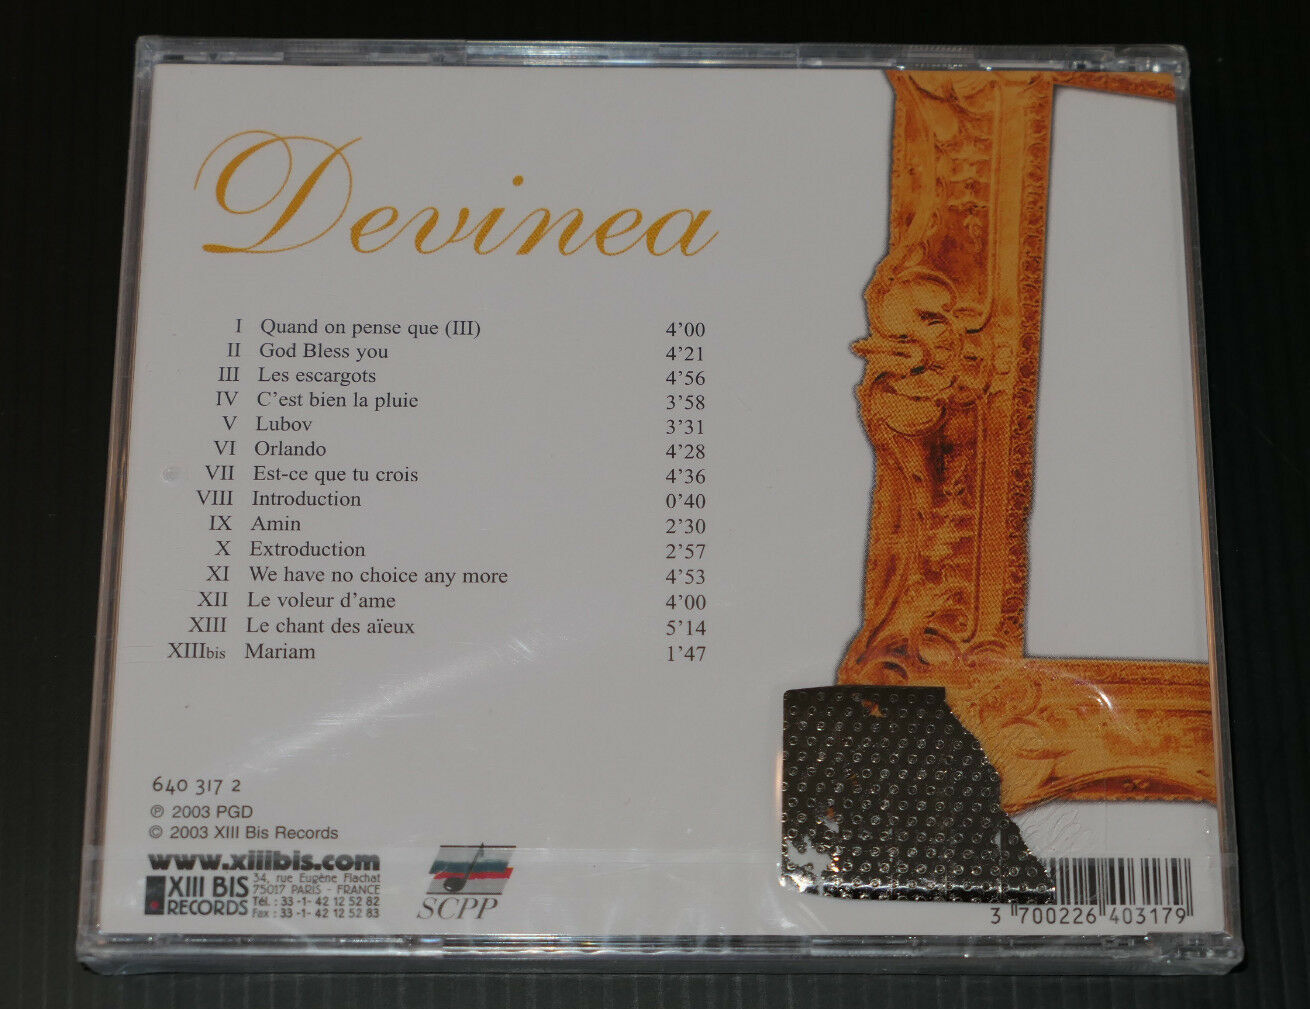 Devinea
I Quand on pense que (III) 4'00
II God Bless you 4'21
III Les escargots 4'56
IV C'est bien la pluie 3'58
V Lubov 3'31
VI Orlando 4'28
VII Est-ce que tu crois 4'36
VIII Introduction 0'40
IX Amin 2'30
X Extroduction 2'57
XI We have no choice any more 4'53
XII Le voleur d'ame 4'00
XIII Le chant des aïeux 5'14
XIIIbis Mariam 1'47
640 317 2
℗ 2003 PGD
© 2003 XIII Bis Records
www.xiiibis.com
XIII BIS
RECORDS
34, rue Eugène Flachat
75017 PARIS - FRANCE
Tél. : 33 -1- 42 12 52 82
Fax : 33 -1- 42 12 52 83
SCPP
3 700226 403179